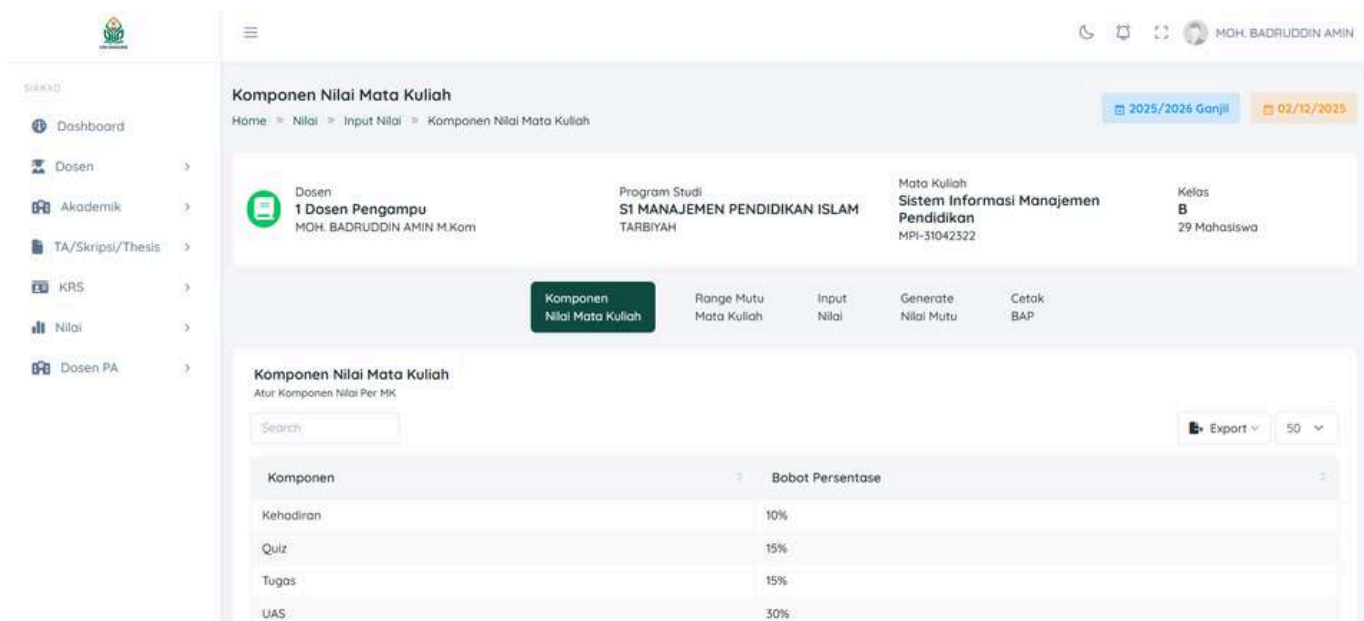 MOH. BADRUDDIN AMIN
SIAKAD
Dashboard
Dosen
Akademik
TA/Skripsi/Thesis
KRS
Nilai
Dosen PA
Komponen Nilai Mata Kuliah
Home » Nilai » Input Nilai » Komponen Nilai Mata Kuliah
2025/2026 Ganjil
02/12/2025
Dosen
1 Dosen Pengampu
MOH. BADRUDDIN AMIN M.Kom
Program Studi
S1 MANAJEMEN PENDIDIKAN ISLAM
TARBIYAH
Mata Kuliah
Sistem Informasi Manajemen
Pendidikan
MPI-31042322
Kelas
B
29 Mahasiswa
Komponen
Nilai Mata Kuliah
Range Mutu
Mata Kuliah
Input
Nilai
Generate
Nilai Mutu
Cetak
BAP
Komponen Nilai Mata Kuliah
Atur Komponen Nilai Per MK
Search
Export
50
Komponen Bobot Persentase
Kehadiran 10%
Quiz 15%
Tugas 15%
UAS 30%